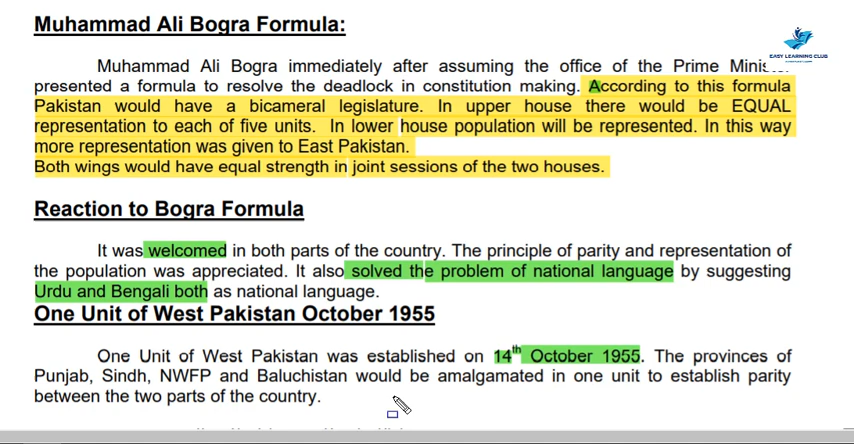 Muhammad Ali Bogra Formula:
EASY LEARNING CLUB
Muhammad Ali Bogra immediately after assuming the office of the Prime
presented a formula to resolve the deadlock in constitution making. According to this formula
Pakistan would have a bicameral legislature. In upper house there would be EQUAL
representation to each of five units. In lower house population will be represented. In this way
more representation was given to East Pakistan.
Both wings would have equal strength in joint sessions of the two houses.
Reaction to Bogra Formula
It was welcomed in both parts of the country. The principle of parity and representation of
the population was appreciated. It also solved the problem of national language by suggesting
Urdu and Bengali both as national language.
One Unit of West Pakistan October 1955
One Unit of West Pakistan was established on 14th October 1955. The provinces of
Punjab, Sindh, NWFP and Baluchistan would be amalgamated in one unit to establish parity
between the two parts of the country.